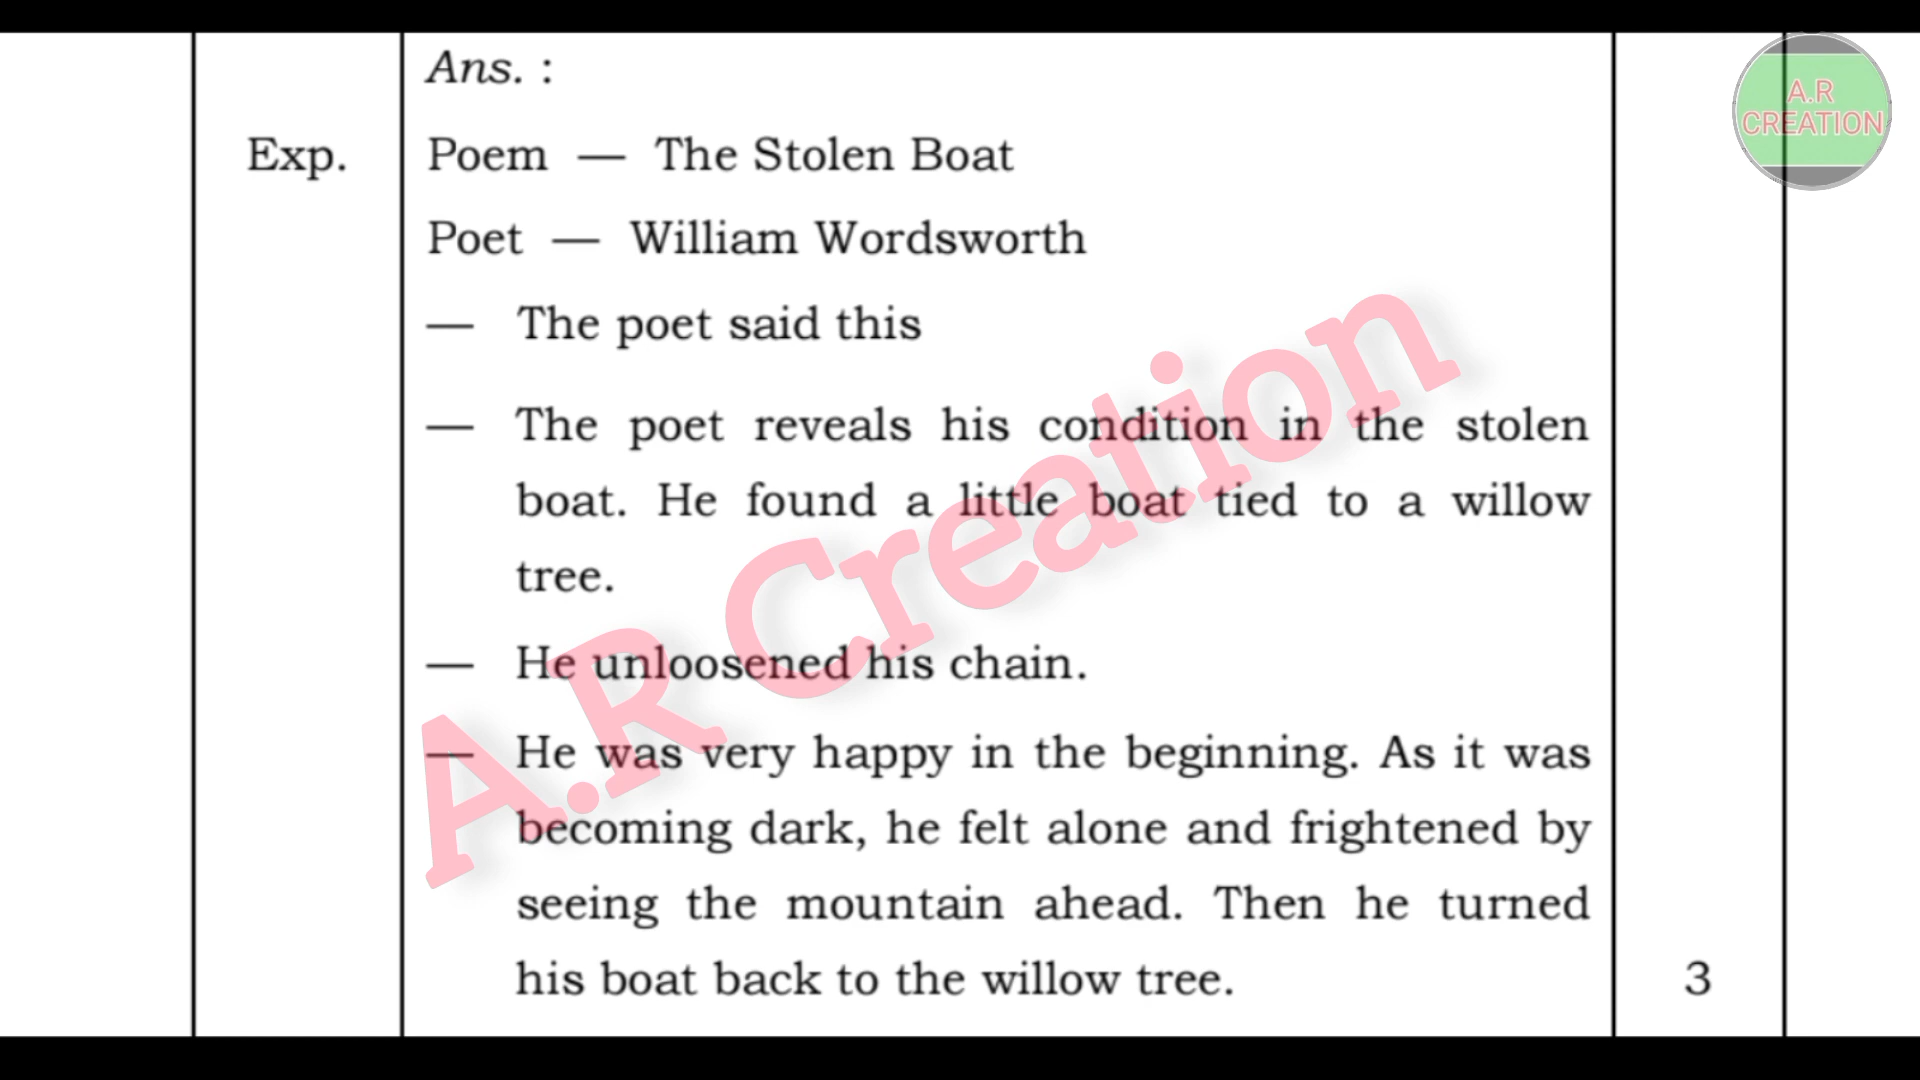 Ans. :
A.R
CREATION
Exp.
Poem — The Stolen Boat
Poet — William Wordsworth
— The poet said this
— The poet reveals his condition in the stolen
boat. He found a little boat tied to a willow
tree.
— He unloosened his chain.
— He was very happy in the beginning. As it was
becoming dark, he felt alone and frightened by
seeing the mountain ahead. Then he turned
his boat back to the willow tree.
3
A.R Creation